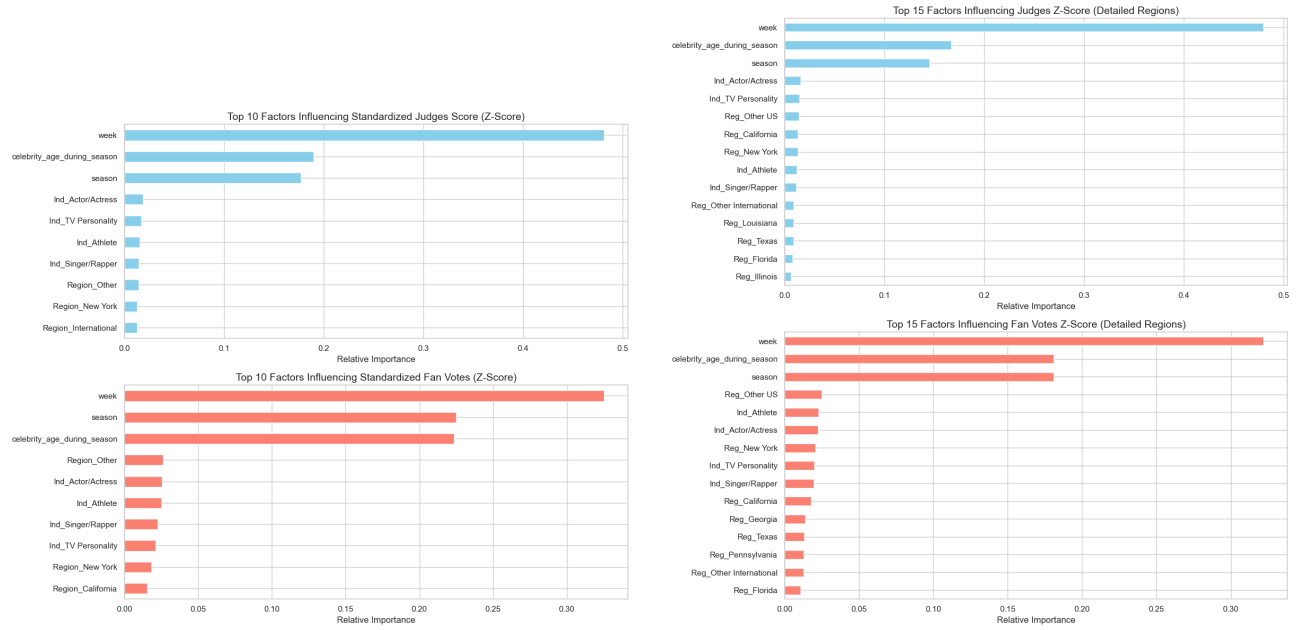 Top 10 Factors Influencing Standardized Judges Score (Z-Score)
week
celebrity_age_during_season
season
Ind_Actor/Actress
Ind_TV Personality
Ind_Athlete
Ind_Singer/Rapper
Region_Other
Region_New York
Region_International
0.0 0.1 0.2 0.3 0.4 0.5
Relative Importance
Top 10 Factors Influencing Standardized Fan Votes (Z-Score)
week
season
celebrity_age_during_season
Region_Other
Ind_Actor/Actress
Ind_Athlete
Ind_Singer/Rapper
Ind_TV Personality
Region_New York
Region_California
0.00 0.05 0.10 0.15 0.20 0.25 0.30
Relative Importance
Top 15 Factors Influencing Judges Z-Score (Detailed Regions)
week
celebrity_age_during_season
season
Ind_Actor/Actress
Ind_TV Personality
Reg_Other US
Reg_California
Reg_New York
Ind_Athlete
Ind_Singer/Rapper
Reg_Other International
Reg_Louisiana
Reg_Texas
Reg_Florida
Reg_Illinois
0.0 0.1 0.2 0.3 0.4 0.5
Relative Importance
Top 15 Factors Influencing Fan Votes Z-Score (Detailed Regions)
week
celebrity_age_during_season
season
Reg_Other US
Ind_Athlete
Ind_Actor/Actress
Reg_New York
Ind_TV Personality
Ind_Singer/Rapper
Reg_California
Reg_Georgia
Reg_Texas
Reg_Pennsylvania
Reg_Other International
Reg_Florida
0.00 0.05 0.10 0.15 0.20 0.25 0.30
Relative Importance